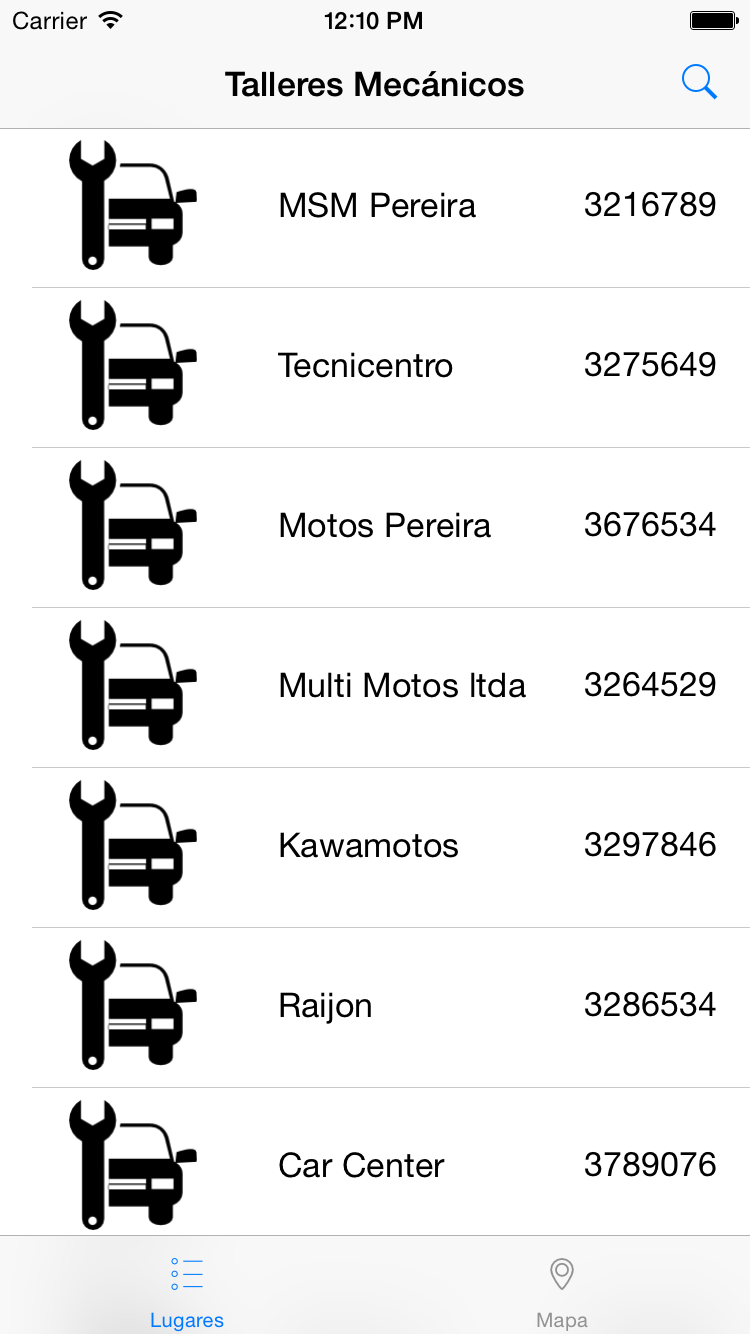 Carrier 12:10 PM
Talleres Mecánicos
MSM Pereira 3216789
Tecnicentro 3275649
Motos Pereira 3676534
Multi Motos ltda 3264529
Kawamotos 3297846
Raijon 3286534
Car Center 3789076
Lugares Mapa